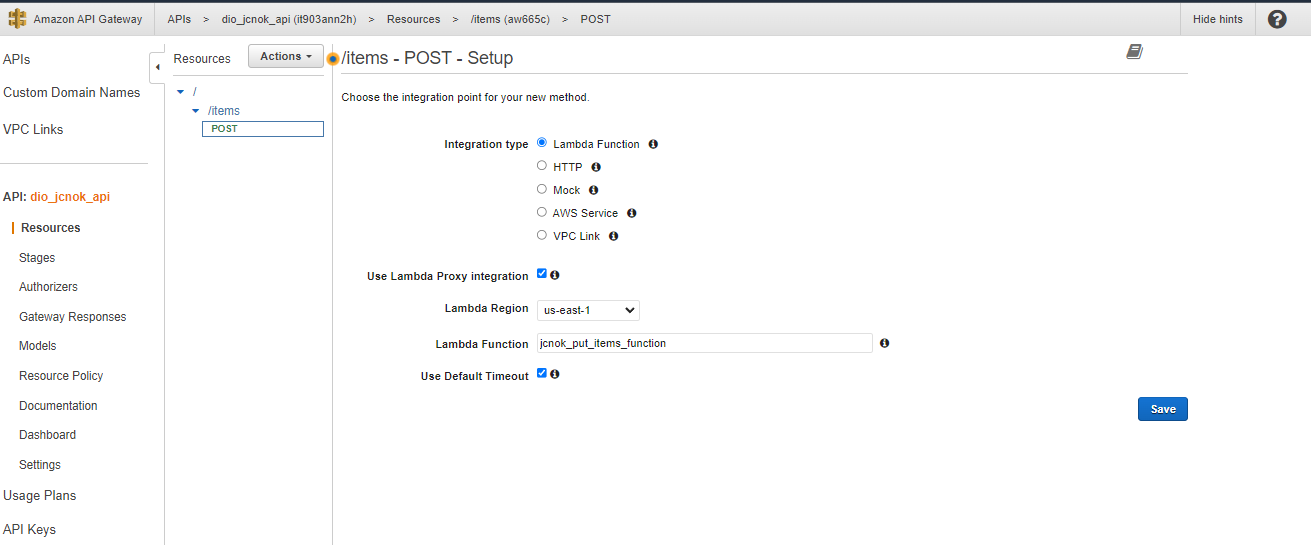 Amazon API Gateway
APIs > dio_jcnok_api (it903ann2h) > Resources > /items (aw665c) > POST
Hide hints
?
APIs
Custom Domain Names
VPC Links
API: dio_jcnok_api
Resources
Stages
Authorizers
Gateway Responses
Models
Resource Policy
Documentation
Dashboard
Settings
Usage Plans
API Keys
Resources
Actions
/
/items
POST
/items - POST - Setup
Choose the integration point for your new method.
Integration type
Lambda Function
HTTP
Mock
AWS Service
VPC Link
Use Lambda Proxy integration
Lambda Region us-east-1
Lambda Function jcnok_put_items_function
Use Default Timeout
Save